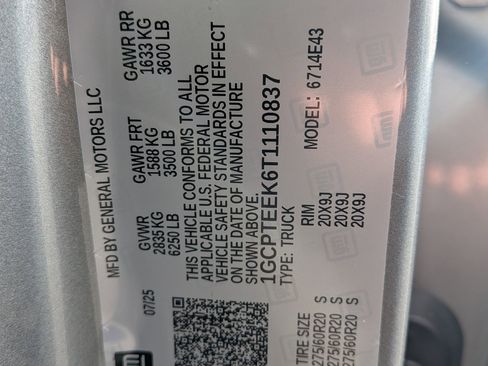 MFD BY GENERAL MOTORS LLC
07/25
GVWR
2835 KG
6250 LB
GAWR FRT
1588 KG
3500 LB
GAWR RR
1633 KG
3600 LB
THIS VEHICLE CONFORMS TO ALL
APPLICABLE U.S. FEDERAL MOTOR
VEHICLE SAFETY STANDARDS IN EFFECT
ON THE DATE OF MANUFACTURE
SHOWN ABOVE.
1GCPTEEK6T1110837
TYPE: TRUCK
MODEL: 6714E43
TIRE SIZE
275/60R20 S
275/60R20 S
275/60R20 S
RIM
20X9J
20X9J
20X9J
gm